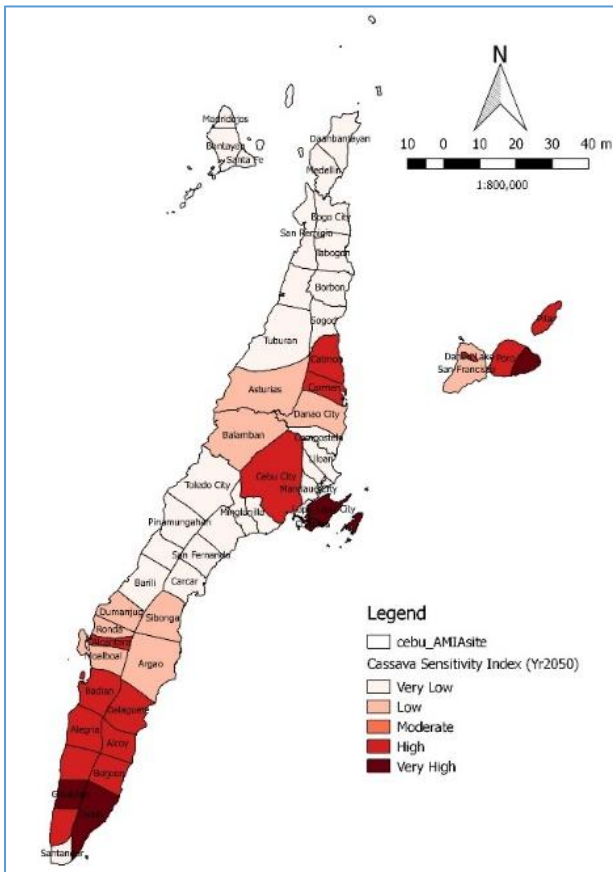 N
Madridejos
Bantayan
Santa Fe
Daanbantayan
Medellin
10 0 10 20 30 40 m
1:800,000
Bogo City
San Remigio
Tabogon
Borbon
Sogod
Tuburan
Pilar
Catmon
Poro
San Francisco
Carmen
Asturias
Danao City
Balamban
Compostela
Liloan
Cebu City
Toledo City
Mandaue City
Minglanilla
Pinamungahan
San Fernando
Barili
Carcar
Legend
cebu_AMIAsite
Cassava Sensitivity Index (Yr2050)
Very Low
Low
Moderate
High
Very High
Dumanjug
Sibonga
Ronda
Alcantara
Moalboal
Argao
Badian
Dalaguete
Alegria
Alcoy
Boljoon
Santander